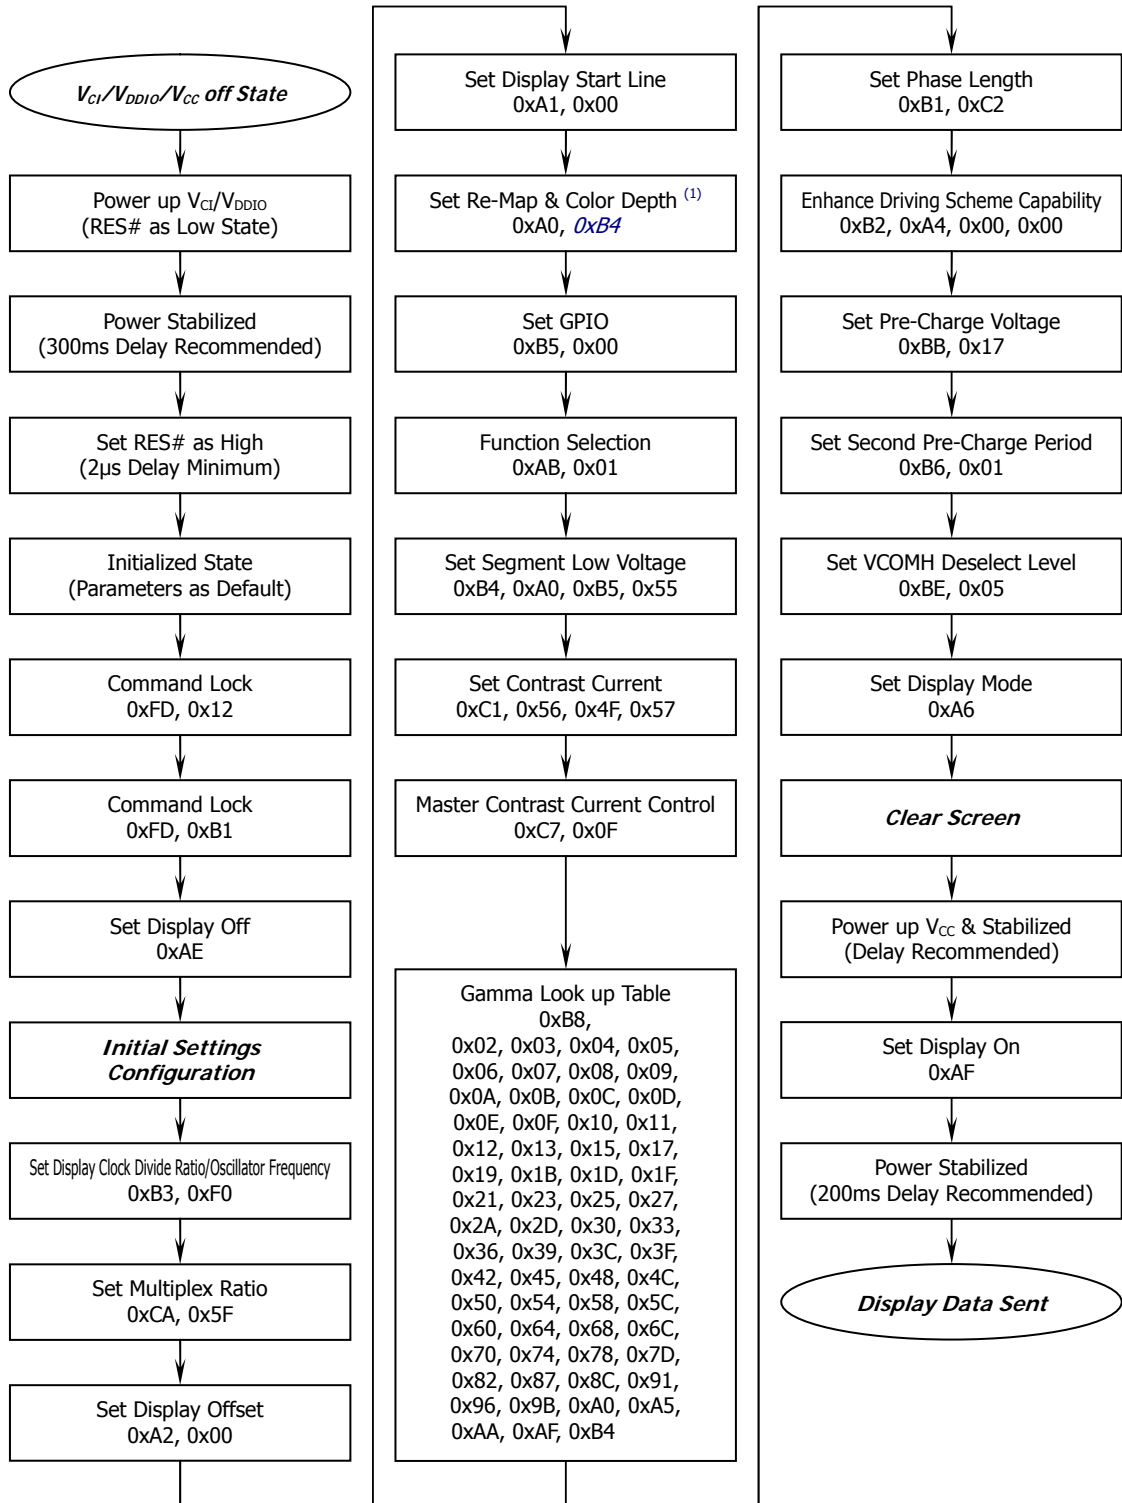 V_CI/V_DDIO/V_CC off State
Power up V_CI/V_DDIO
(RES# as Low State)
Power Stabilized
(300ms Delay Recommended)
Set RES# as High
(2µs Delay Minimum)
Initialized State
(Parameters as Default)
Command Lock
0xFD, 0x12
Command Lock
0xFD, 0xB1
Set Display Off
0xAE
Initial Settings
Configuration
Set Display Clock Divide Ratio/Oscillator Frequency
0xB3, 0xF0
Set Multiplex Ratio
0xCA, 0x5F
Set Display Offset
0xA2, 0x00
Set Display Start Line
0xA1, 0x00
Set Re-Map & Color Depth (1)
0xA0, 0xB4
Set GPIO
0xB5, 0x00
Function Selection
0xAB, 0x01
Set Segment Low Voltage
0xB4, 0xA0, 0xB5, 0x55
Set Contrast Current
0xC1, 0x56, 0x4F, 0x57
Master Contrast Current Control
0xC7, 0x0F
Gamma Look up Table
0xB8,
0x02, 0x03, 0x04, 0x05,
0x06, 0x07, 0x08, 0x09,
0x0A, 0x0B, 0x0C, 0x0D,
0x0E, 0x0F, 0x10, 0x11,
0x12, 0x13, 0x15, 0x17,
0x19, 0x1B, 0x1D, 0x1F,
0x21, 0x23, 0x25, 0x27,
0x2A, 0x2D, 0x30, 0x33,
0x36, 0x39, 0x3C, 0x3F,
0x42, 0x45, 0x48, 0x4C,
0x50, 0x54, 0x58, 0x5C,
0x60, 0x64, 0x68, 0x6C,
0x70, 0x74, 0x78, 0x7D,
0x82, 0x87, 0x8C, 0x91,
0x96, 0x9B, 0xA0, 0xA5,
0xAA, 0xAF, 0xB4
Set Phase Length
0xB1, 0xC2
Enhance Driving Scheme Capability
0xB2, 0xA4, 0x00, 0x00
Set Pre-Charge Voltage
0xBB, 0x17
Set Second Pre-Charge Period
0xB6, 0x01
Set VCOMH Deselect Level
0xBE, 0x05
Set Display Mode
0xA6
Clear Screen
Power up V_CC & Stabilized
(Delay Recommended)
Set Display On
0xAF
Power Stabilized
(200ms Delay Recommended)
Display Data Sent